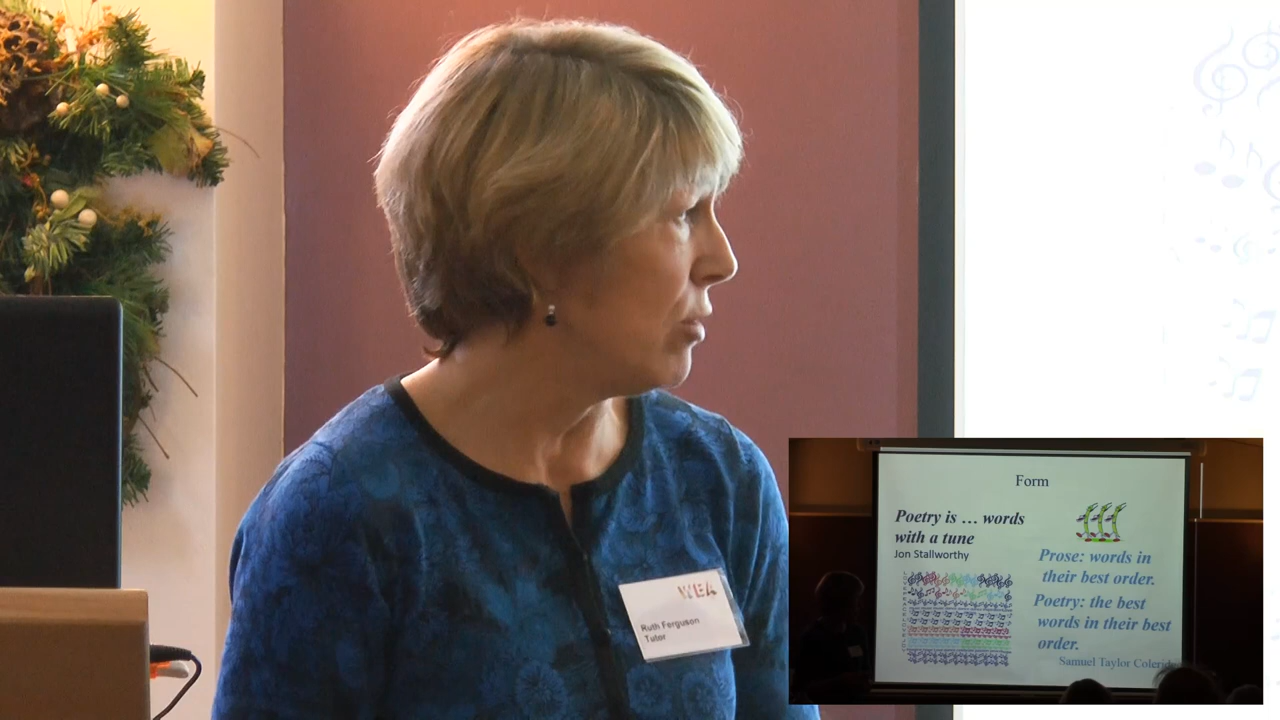 WEA
Ruth Ferguson
Tutor
Form
Poetry is … words
with a tune
Jon Stallworthy
Prose: words in
their best order.
Poetry: the best
words in their best
order.
Samuel Taylor Colerid